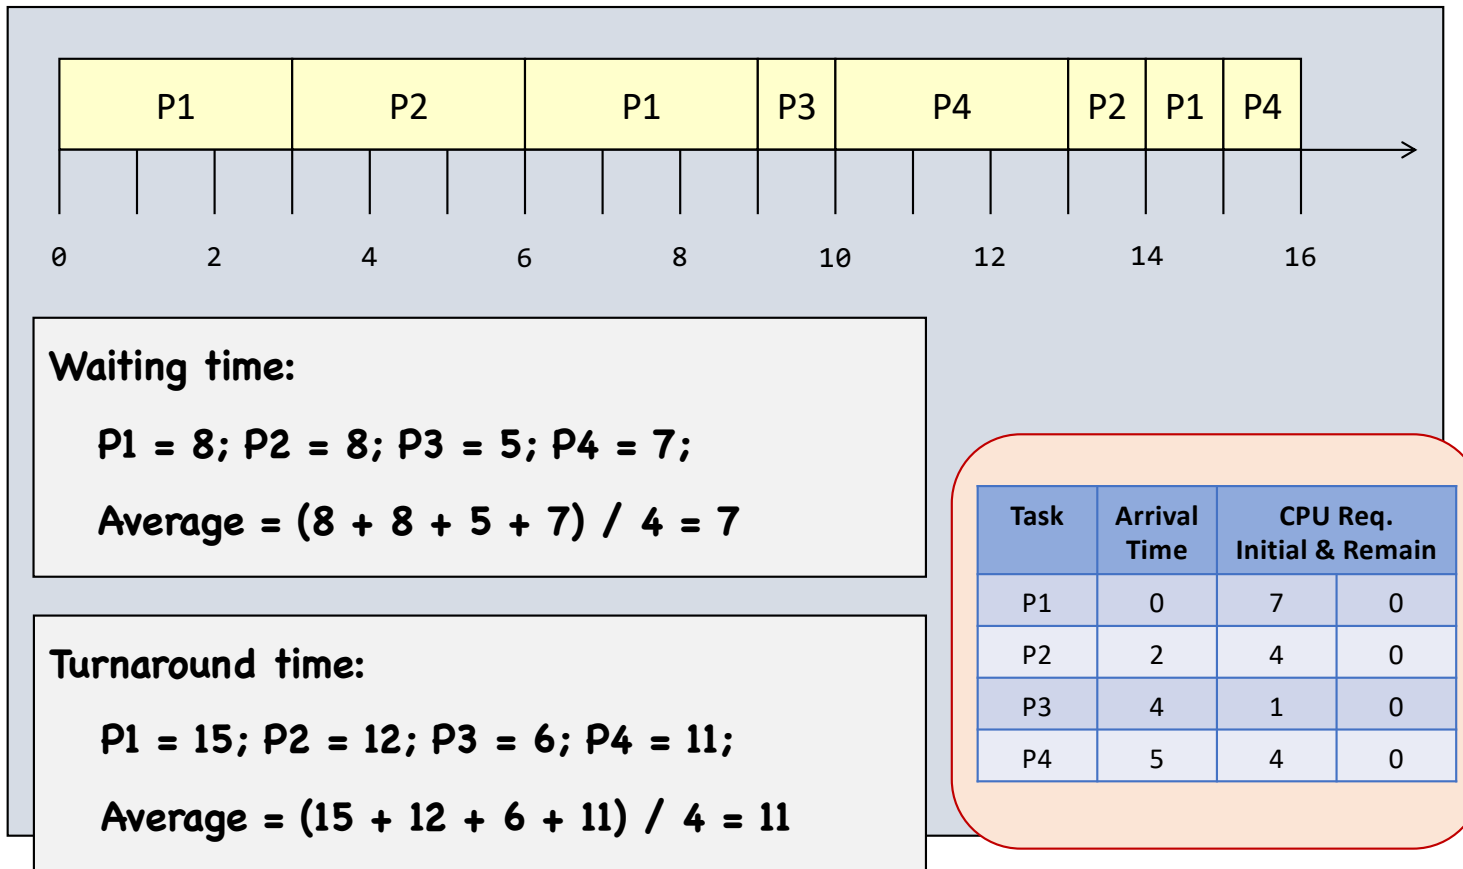 P1 P2 P1 P3 P4 P2 P1 P4
0 2 4 6 8 10 12 14 16
Waiting time:
P1 = 8; P2 = 8; P3 = 5; P4 = 7;
Average = (8 + 8 + 5 + 7) / 4 = 7
Turnaround time:
P1 = 15; P2 = 12; P3 = 6; P4 = 11;
Average = (15 + 12 + 6 + 11) / 4 = 11
Task Arrival Time CPU Req. Initial & Remain
P1 0 7 0
P2 2 4 0
P3 4 1 0
P4 5 4 0